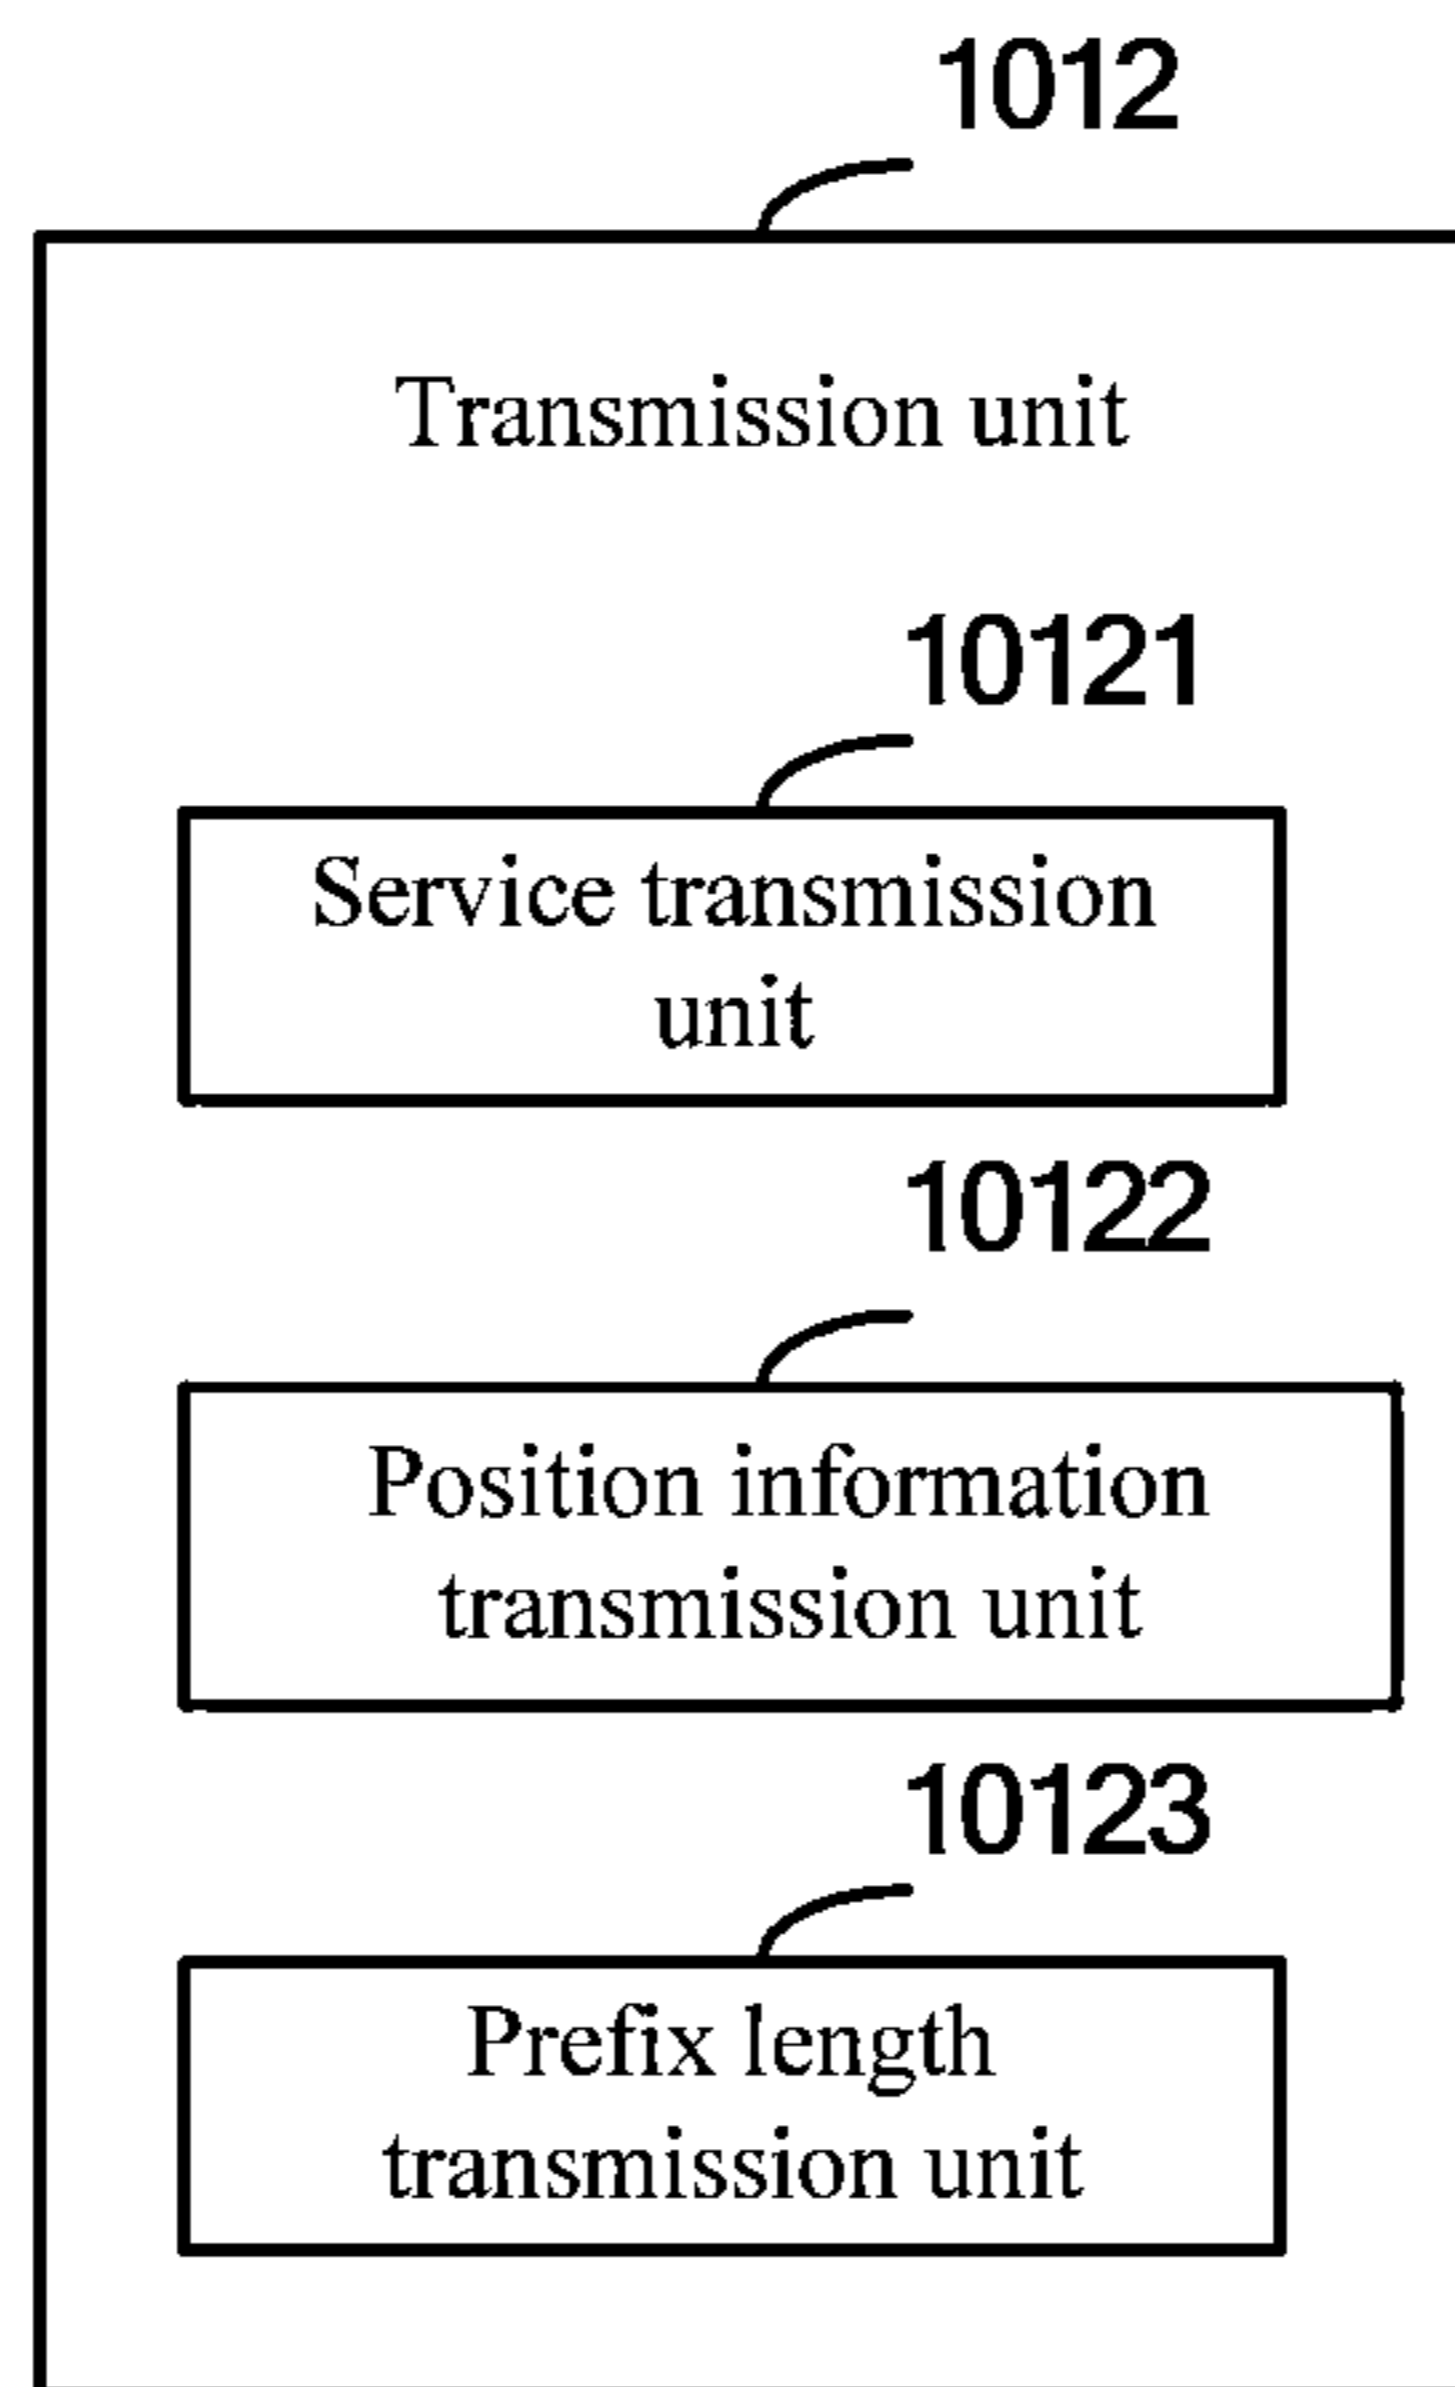 1012
Transmission unit
10121
Service transmission
unit
10122
Position information
transmission unit
10123
Prefix length
transmission unit